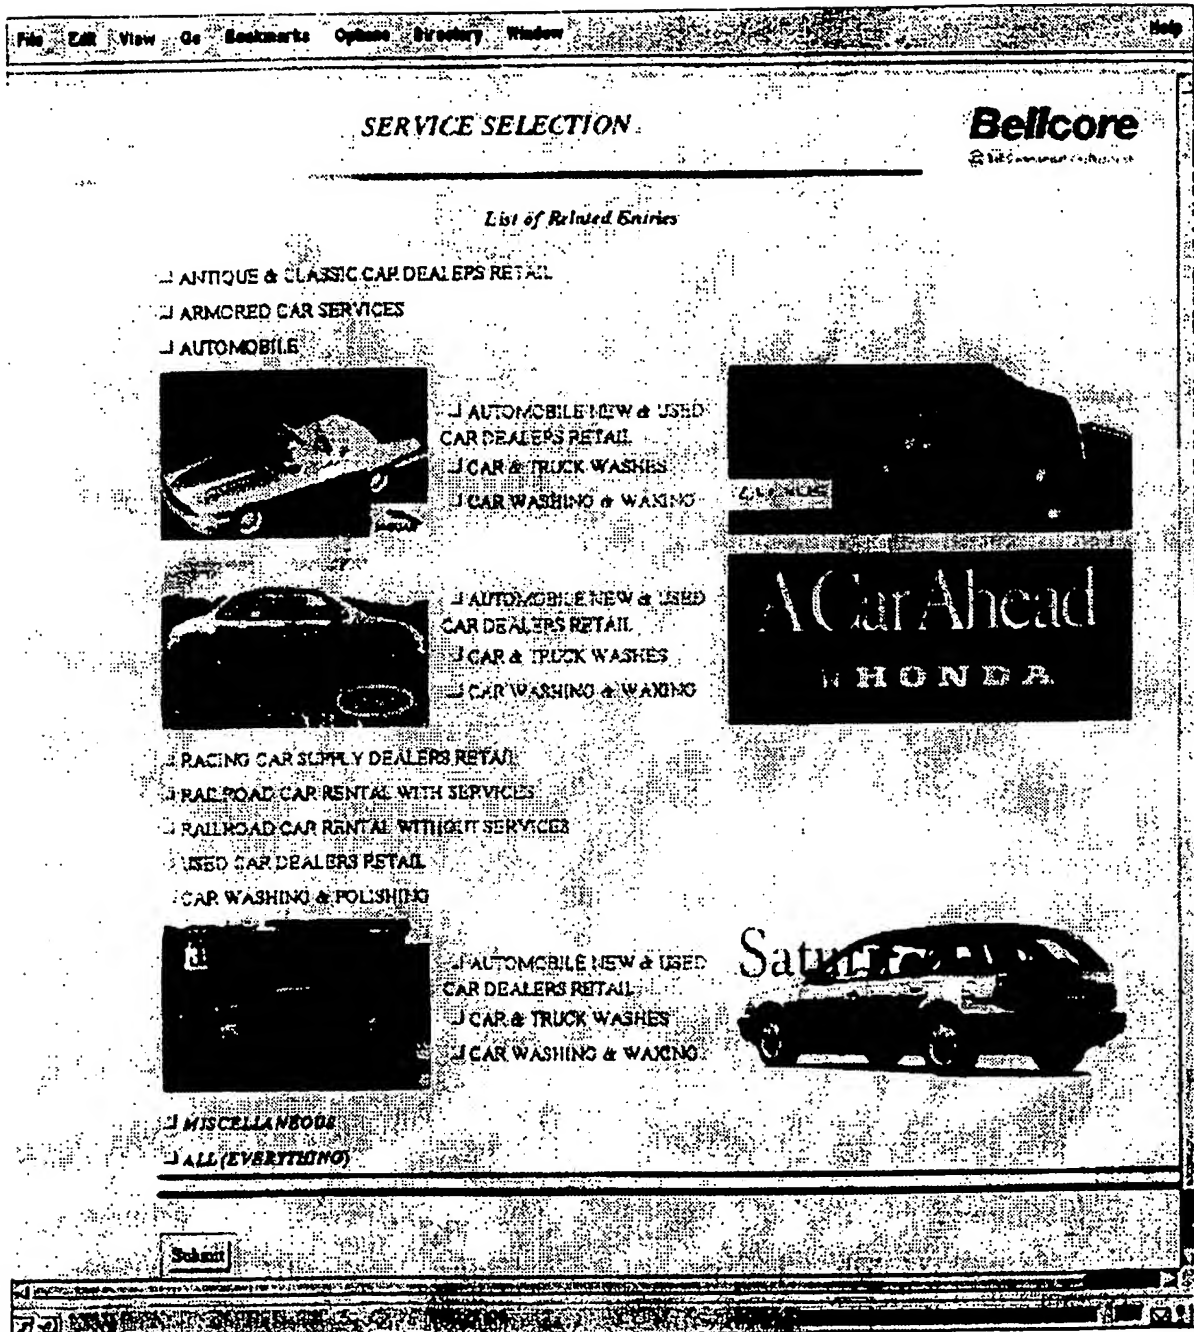 File Edit View Go Bookmarks Options Directory Window Help
SERVICE SELECTION
Bellcore
List of Related Entries
ANTIQUE & CLASSIC CAR DEALERS RETAIL
ARMORED CAR SERVICES
AUTOMOBILE
AUTOMOBILE NEW & USED
CAR DEALERS RETAIL
CAR & TRUCK WASHES
CAR WASHING & WAXING
JAGUAR
LEXUS
AUTOMOBILE NEW & USED
CAR DEALERS RETAIL
CAR & TRUCK WASHES
CAR WASHING & WAXING
A Car Ahead
HONDA
RACING CAR SUPPLY DEALERS RETAIL
RAILROAD CAR RENTAL WITH SERVICES
RAILROAD CAR RENTAL WITHOUT SERVICES
USED CAR DEALERS RETAIL
CAR WASHING & POLISHING
AUTOMOBILE NEW & USED
CAR DEALERS RETAIL
CAR & TRUCK WASHES
CAR WASHING & WAXING
Saturn
MISCELLANEOUS
ALL (EVERYTHING)
Submit